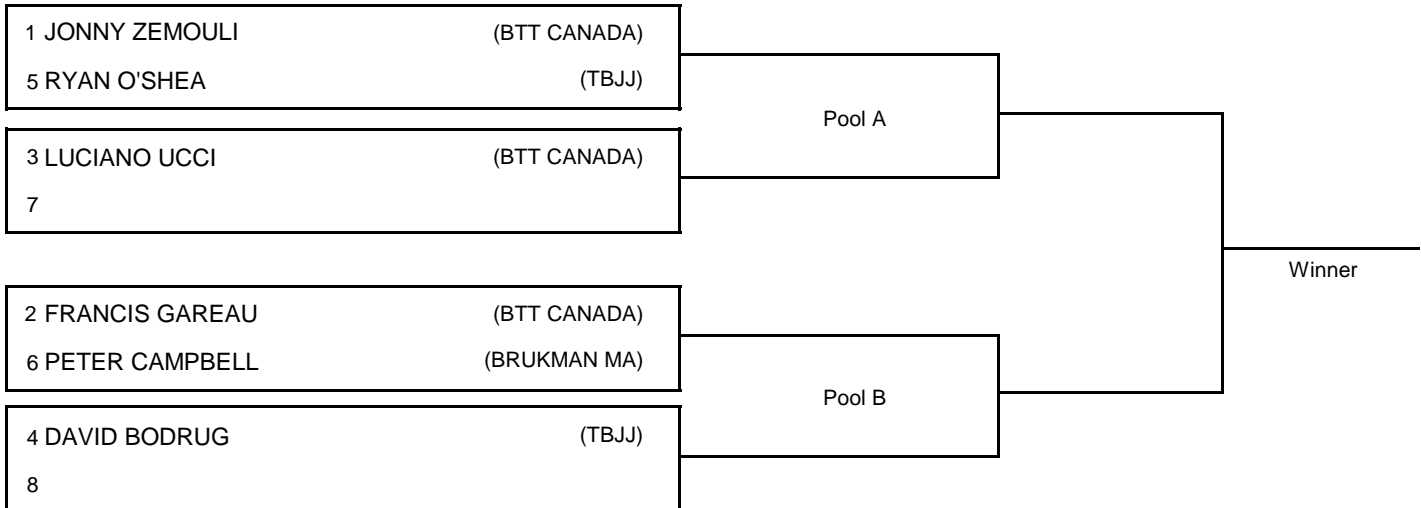 1 JONNY ZEMOULI (BTT CANADA)
5 RYAN O'SHEA (TBJJ)
Pool A
3 LUCIANO UCCI (BTT CANADA)
7
Winner
2 FRANCIS GAREAU (BTT CANADA)
6 PETER CAMPBELL (BRUKMAN MA)
Pool B
4 DAVID BODRUG (TBJJ)
8